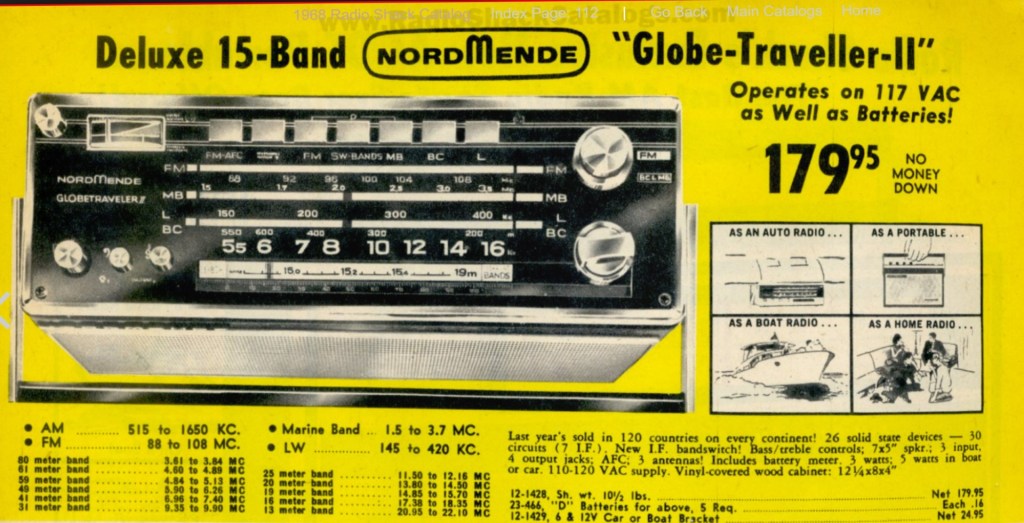 1968 Radio Shack Catalog Index Page: 112 | Go Back Main Catalogs Home
Deluxe 15-Band NORDMENDE "Globe-Traveller-II"
Operates on 117 VAC
as Well as Batteries!
179⁹⁵ NO
MONEY
DOWN
FM-AFC FM SW-BANDS MB BC L
FM 88 92 96 100 104 108 FM
FM
NORDMENDE
GLOBETRAVELER II
MB 1.5 1.7 2.0 2.5 3.0 3.5 MB
L 150 200 300 400 L
BC 550 600 400 300 200 BC
55 6 7 8 10 12 14 16
15.0 15.2 15.4 19m BANDS
AS AN AUTO RADIO...
AS A PORTABLE...
AS A BOAT RADIO...
AS A HOME RADIO...
• AM .......... 515 to 1650 KC.
• FM .......... 88 to 108 MC.
• Marine Band ... 1.5 to 3.7 MC.
• LW .......... 145 to 420 KC.
80 meter band .......... 3.61 to 3.84 MC
61 meter band .......... 4.60 to 4.89 MC
59 meter band .......... 4.84 to 5.13 MC
49 meter band .......... 5.90 to 6.26 MC
41 meter band .......... 6.96 to 7.40 MC
31 meter band .......... 9.35 to 9.90 MC
25 meter band .......... 11.50 to 12.16 MC
20 meter band .......... 13.80 to 14.50 MC
19 meter band .......... 14.85 to 15.70 MC
16 meter band .......... 17.38 to 18.35 MC
13 meter band .......... 20.95 to 22.10 MC
Last year's sold in 120 countries on every continent! 26 solid state devices — 30
circuits (7 I.F.). New I.F. bandswitch! Bass/treble controls; 7x5" spkr.; 3 input,
4 output jacks; AFC; 3 antennas! Includes battery meter. 3 watts; 5 watts in boat
or car. 110-120 VAC supply. Vinyl-covered wood cabinet: 12¼x8x4"
12-1428, Sh. wt. 10½ lbs. .......... Net 179.95
23-466, "D" Batteries for above, 5 Req. .......... Each .16
12-1429, 6 & 12V Car or Boat Bracket .......... Net 24.95